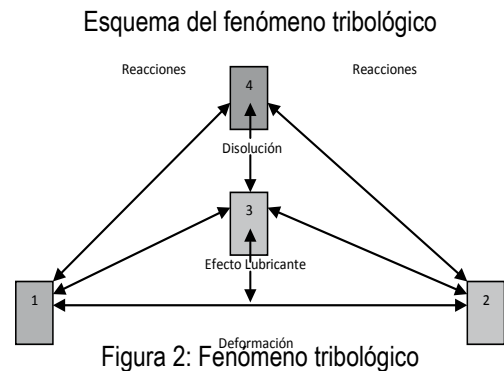 Esquema del fenómeno tribológico
Reacciones Reacciones
4
Disolución
3
Efecto Lubricante
1 2
Deformación
Figura 2: Fenómeno tribológico